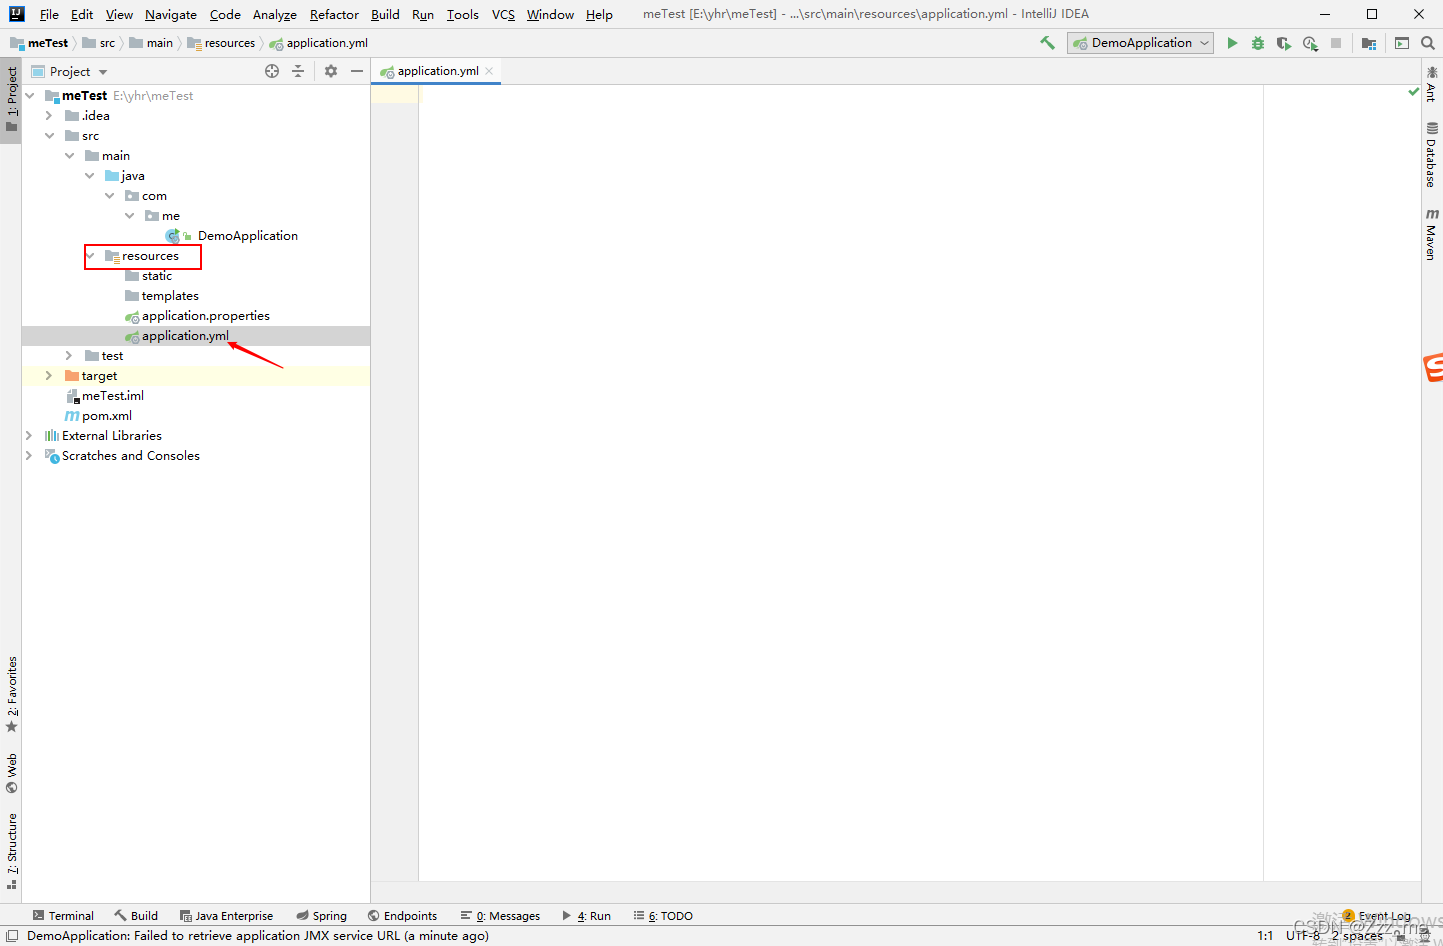 File Edit View Navigate Code Analyze Refactor Build Run Tools VCS Window Help meTest [E:\yhr\meTest] - ...\src\main\resources\application.yml - IntelliJ IDEA
meTest src main resources application.yml DemoApplication
Project application.yml
1: Project
meTest E:\yhr\meTest
.idea
src
main
java
com
me
DemoApplication
resources
static
templates
application.properties
application.yml
test
target
meTest.iml
pom.xml
External Libraries
Scratches and Consoles
Ant
Database
Maven
2: Favorites
Web
7: Structure
Terminal Build Java Enterprise Spring Endpoints 0: Messages 4: Run 6: TODO 2 Event Log
DemoApplication: Failed to retrieve application JMX service URL (a minute ago) 1:1 UTF-8 2 spaces